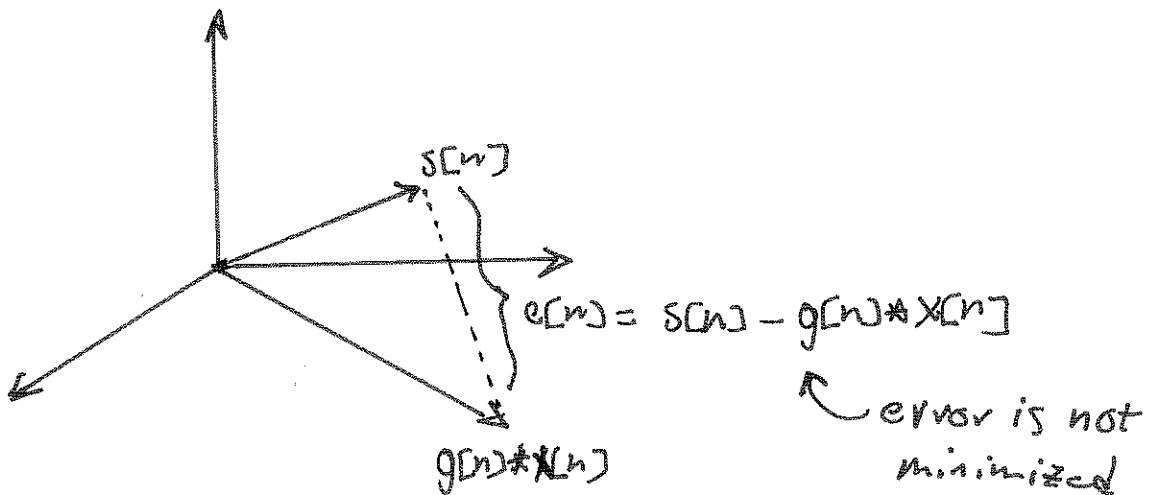 s[n]
e[n] = s[n] - g[n]*x[n]
error is not
minimized
g[n]*x[n]